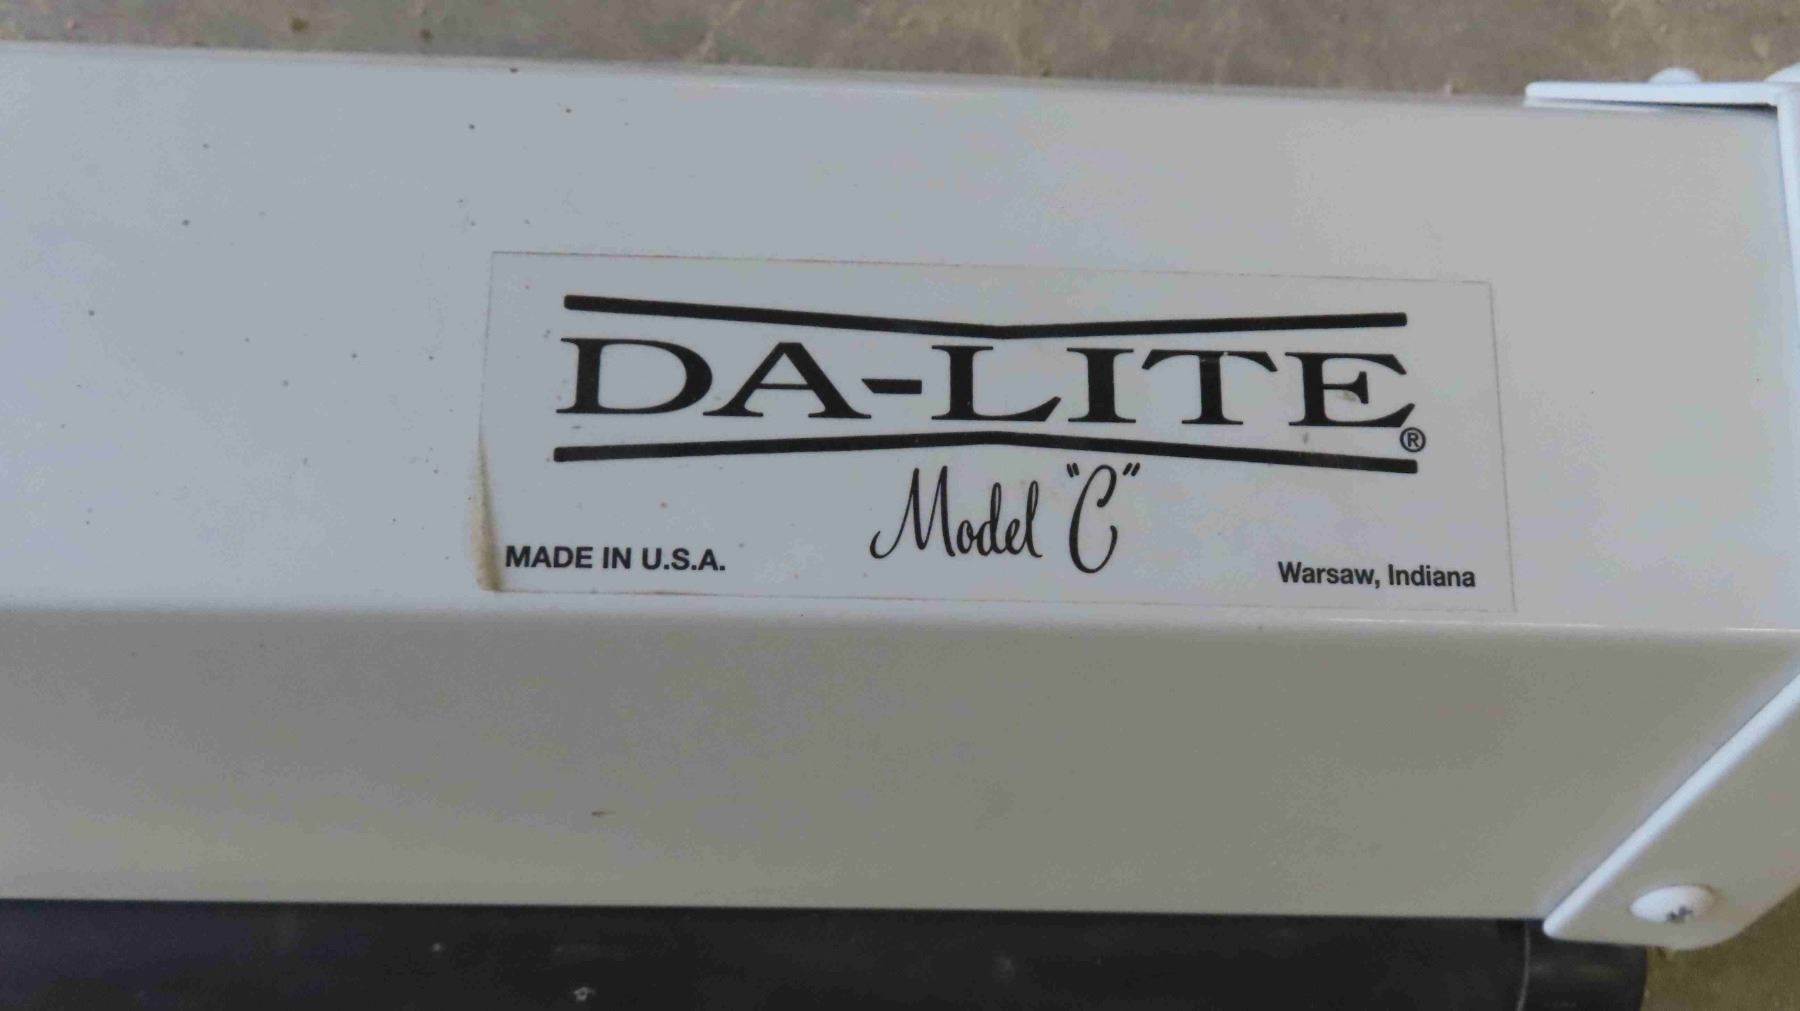 DA-LITE®
Model "C"
MADE IN U.S.A.
Warsaw, Indiana